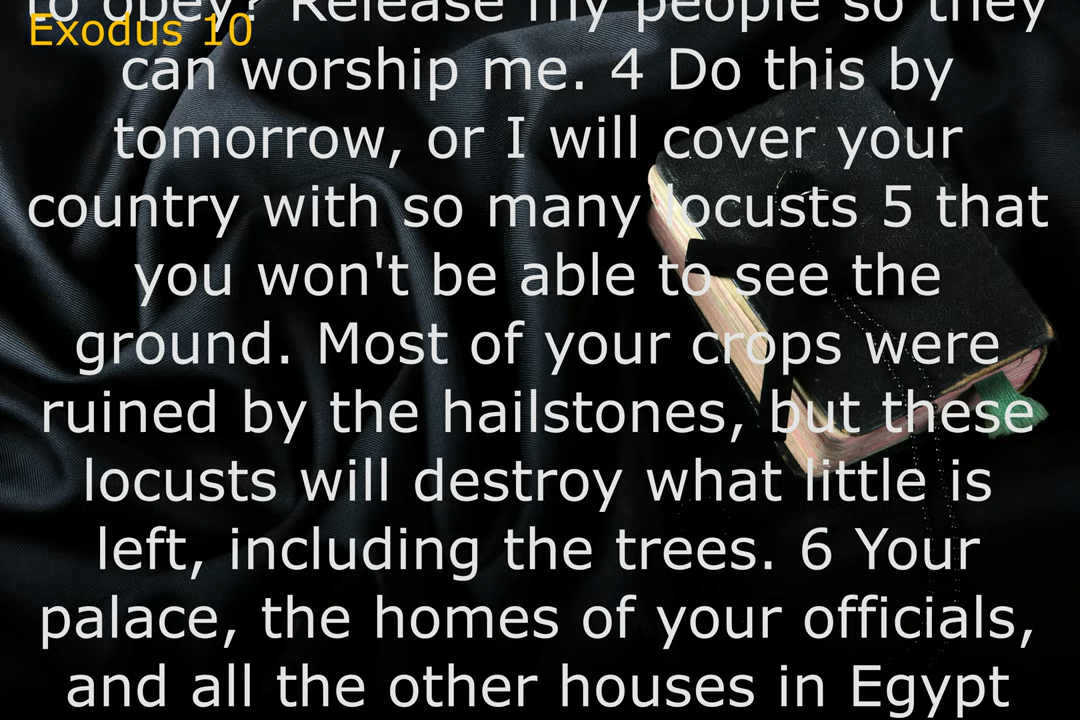 to obey? Release my people so they
Exodus 10
can worship me. 4 Do this by
tomorrow, or I will cover your
country with so many locusts 5 that
you won't be able to see the
ground. Most of your crops were
ruined by the hailstones, but these
locusts will destroy what little is
left, including the trees. 6 Your
palace, the homes of your officials,
and all the other houses in Egypt